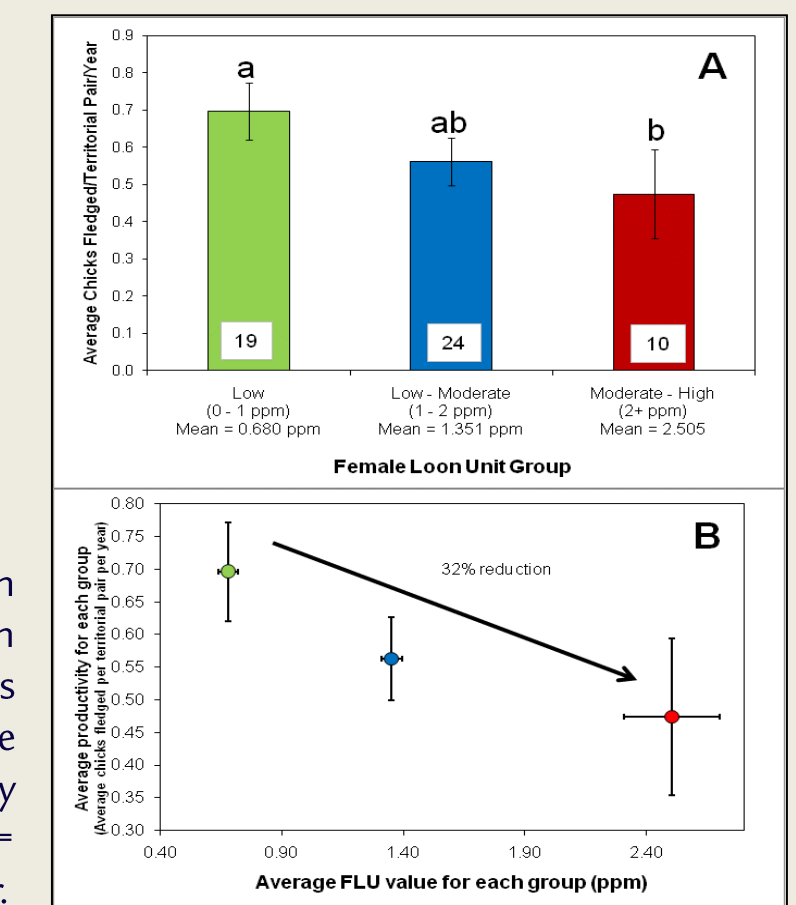 A
Average Chicks Fledged/Territorial Pair/Year
0.9
0.8
0.7
0.6
0.5
0.4
0.3
0.2
0.1
0.0
a
ab
b
19
24
10
Low
(0 - 1 ppm)
Mean = 0.680 ppm
Low - Moderate
(1 - 2 ppm)
Mean = 1.351 ppm
Moderate - High
(2+ ppm)
Mean = 2.505
Female Loon Unit Group
B
Average productivity for each group
(Average chicks fledged per territorial pair per year)
0.80
0.75
0.70
0.65
0.60
0.55
0.50
0.45
0.40
0.35
0.30
32% reduction
0.40
0.90
1.40
1.90
2.40
Average FLU value for each group (ppm)